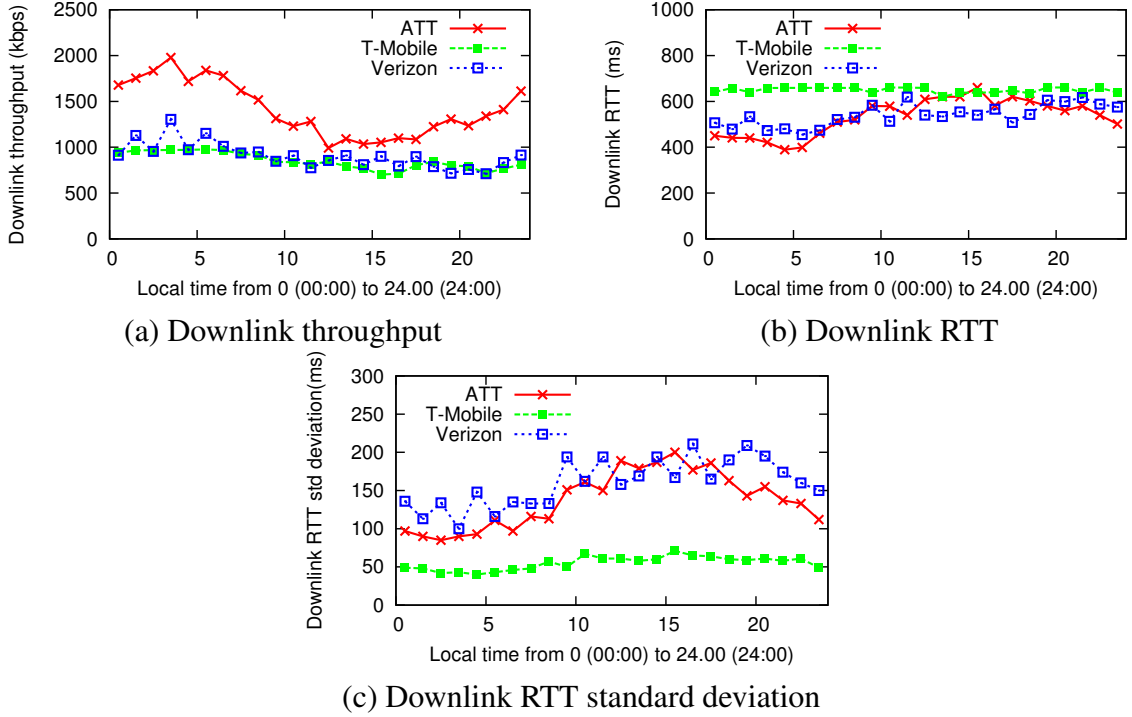 Downlink throughput (kbps)
2500
2000
1500
1000
500
0
0 5 10 15 20
ATT
T-Mobile
Verizon
Local time from 0 (00:00) to 24.00 (24:00)
(a) Downlink throughput
Downlink RTT (ms)
1000
800
600
400
200
0
0 5 10 15 20
ATT
T-Mobile
Verizon
Local time from 0 (00:00) to 24.00 (24:00)
(b) Downlink RTT
Downlink RTT std deviation(ms)
300
250
200
150
100
50
0
0 5 10 15 20
ATT
T-Mobile
Verizon
Local time from 0 (00:00) to 24.00 (24:00)
(c) Downlink RTT standard deviation